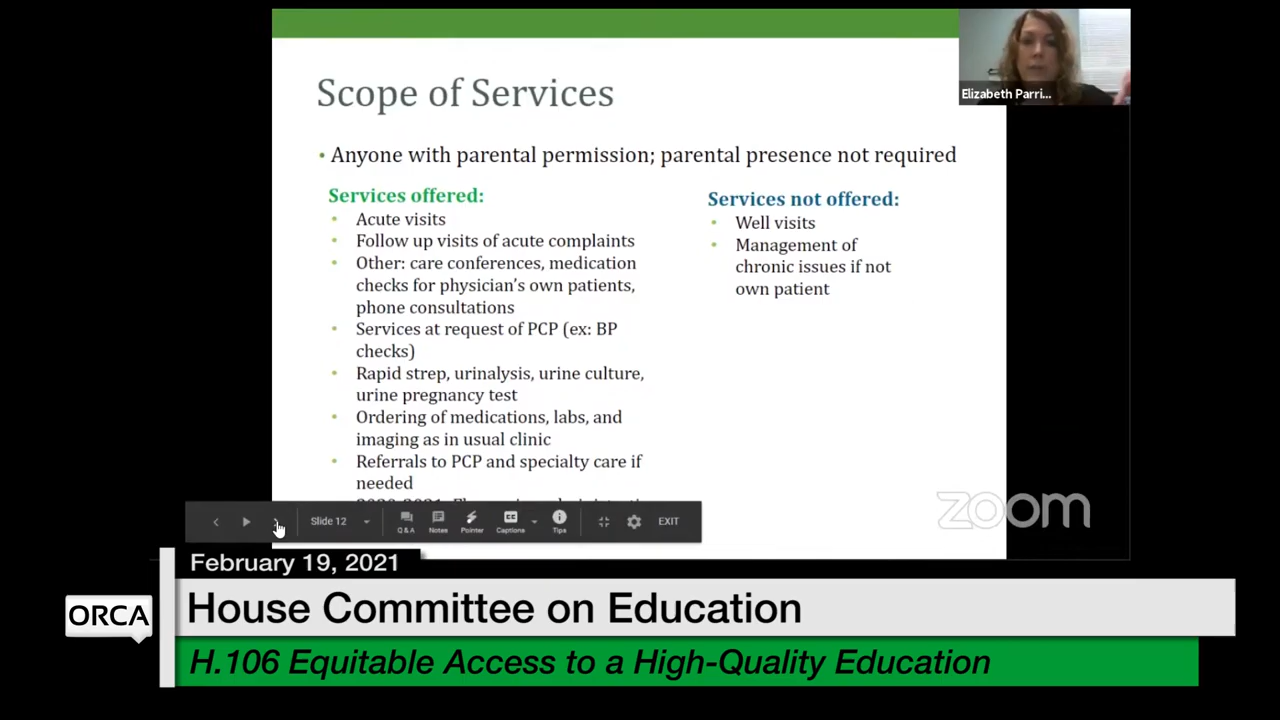 Scope of Services
Elizabeth Parri...
• Anyone with parental permission; parental presence not required
Services offered:
• Acute visits
• Follow up visits of acute complaints
• Other: care conferences, medication
checks for physician's own patients,
phone consultations
• Services at request of PCP (ex: BP
checks)
• Rapid strep, urinalysis, urine culture,
urine pregnancy test
• Ordering of medications, labs, and
imaging as in usual clinic
• Referrals to PCP and specialty care if
needed
Services not offered:
• Well visits
• Management of
chronic issues if not
own patient
Slide 12
Q & A
Notes
Pointer
Captions
Tips
EXIT
zoom
February 19, 2021
ORCA
House Committee on Education
H.106 Equitable Access to a High-Quality Education